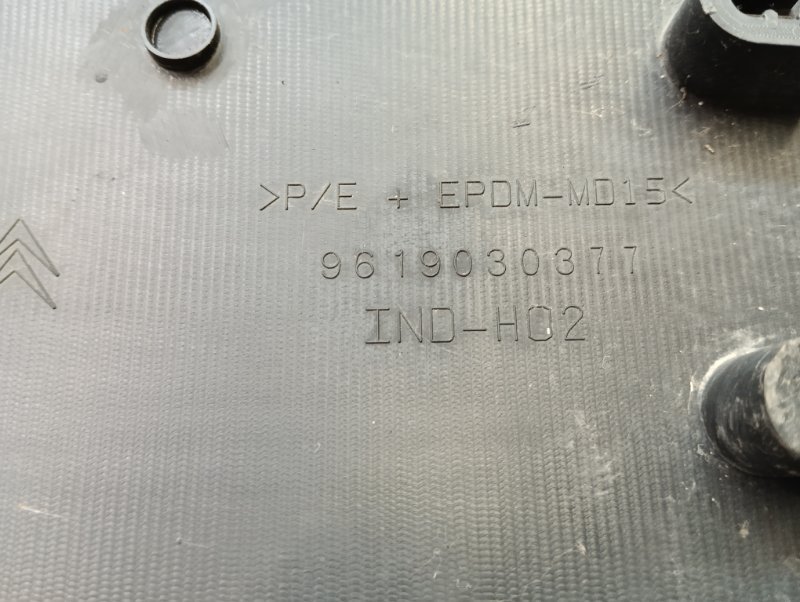 >P/E + EPDM-MD15<
9619030377
IND-H02